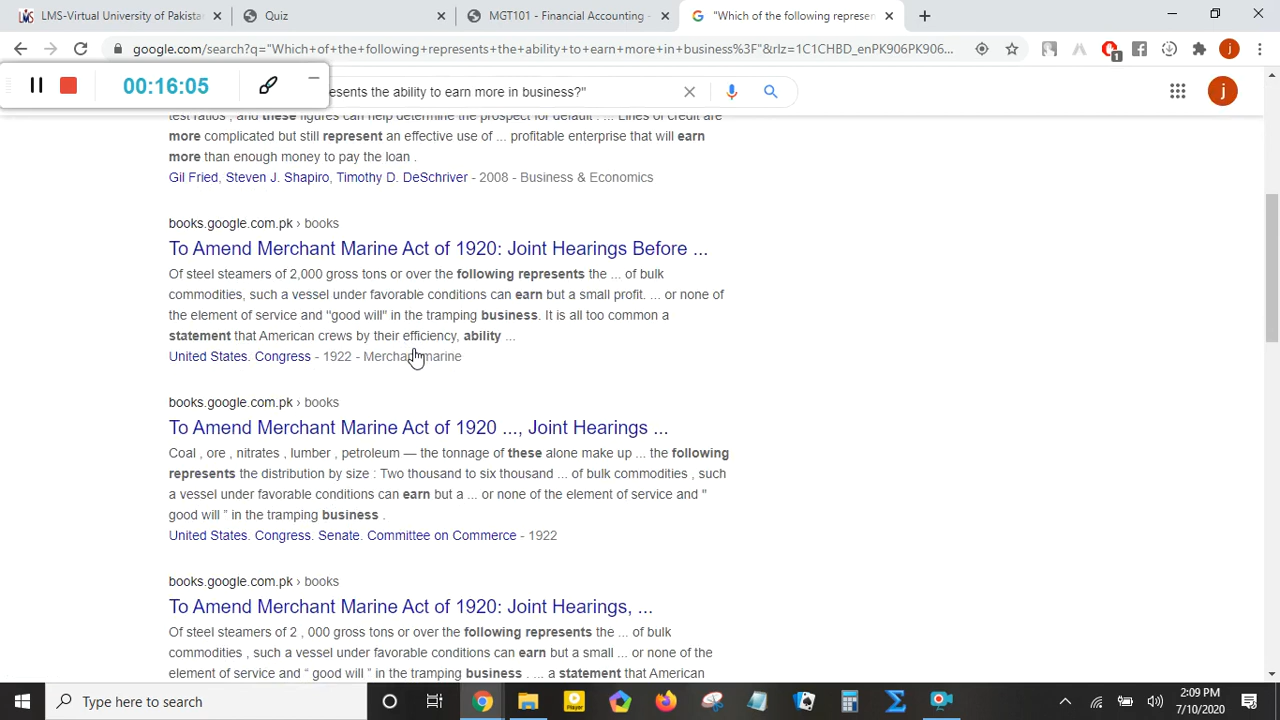 LMS-Virtual University of Pakistar
Quiz
MGT101 - Financial Accounting -
"Which of the following represen
google.com/search?q="Which+of+the+following+represents+the+ability+to+earn+more+in+business%3F"&rlz=1C1CHBD_enPK906PK906...
1
j
00:16:05
presents the ability to earn more in business?"
j
test ratios , and these figures can help determine the prospect for default . ... Lines of credit are
more complicated but still represent an effective use of ... profitable enterprise that will earn
more than enough money to pay the loan .
Gil Fried, Steven J. Shapiro, Timothy D. DeSchriver - 2008 - Business & Economics
books.google.com.pk › books
To Amend Merchant Marine Act of 1920: Joint Hearings Before ...
Of steel steamers of 2,000 gross tons or over the following represents the ... of bulk
commodities, such a vessel under favorable conditions can earn but a small profit. ... or none of
the element of service and "good will" in the tramping business. It is all too common a
statement that American crews by their efficiency, ability ...
United States. Congress - 1922 - Merchant marine
books.google.com.pk › books
To Amend Merchant Marine Act of 1920 ..., Joint Hearings ...
Coal , ore , nitrates , lumber , petroleum — the tonnage of these alone make up ... the following
represents the distribution by size : Two thousand to six thousand ... of bulk commodities , such
a vessel under favorable conditions can earn but a ... or none of the element of service and "
good will " in the tramping business .
United States. Congress. Senate. Committee on Commerce - 1922
books.google.com.pk › books
To Amend Merchant Marine Act of 1920: Joint Hearings, ...
Of steel steamers of 2 , 000 gross tons or over the following represents the ... of bulk
commodities , such a vessel under favorable conditions can earn but a small ... or none of the
element of service and " good will " in the tramping business . ... a statement that American
Type here to search
Player
2:09 PM
7/10/2020